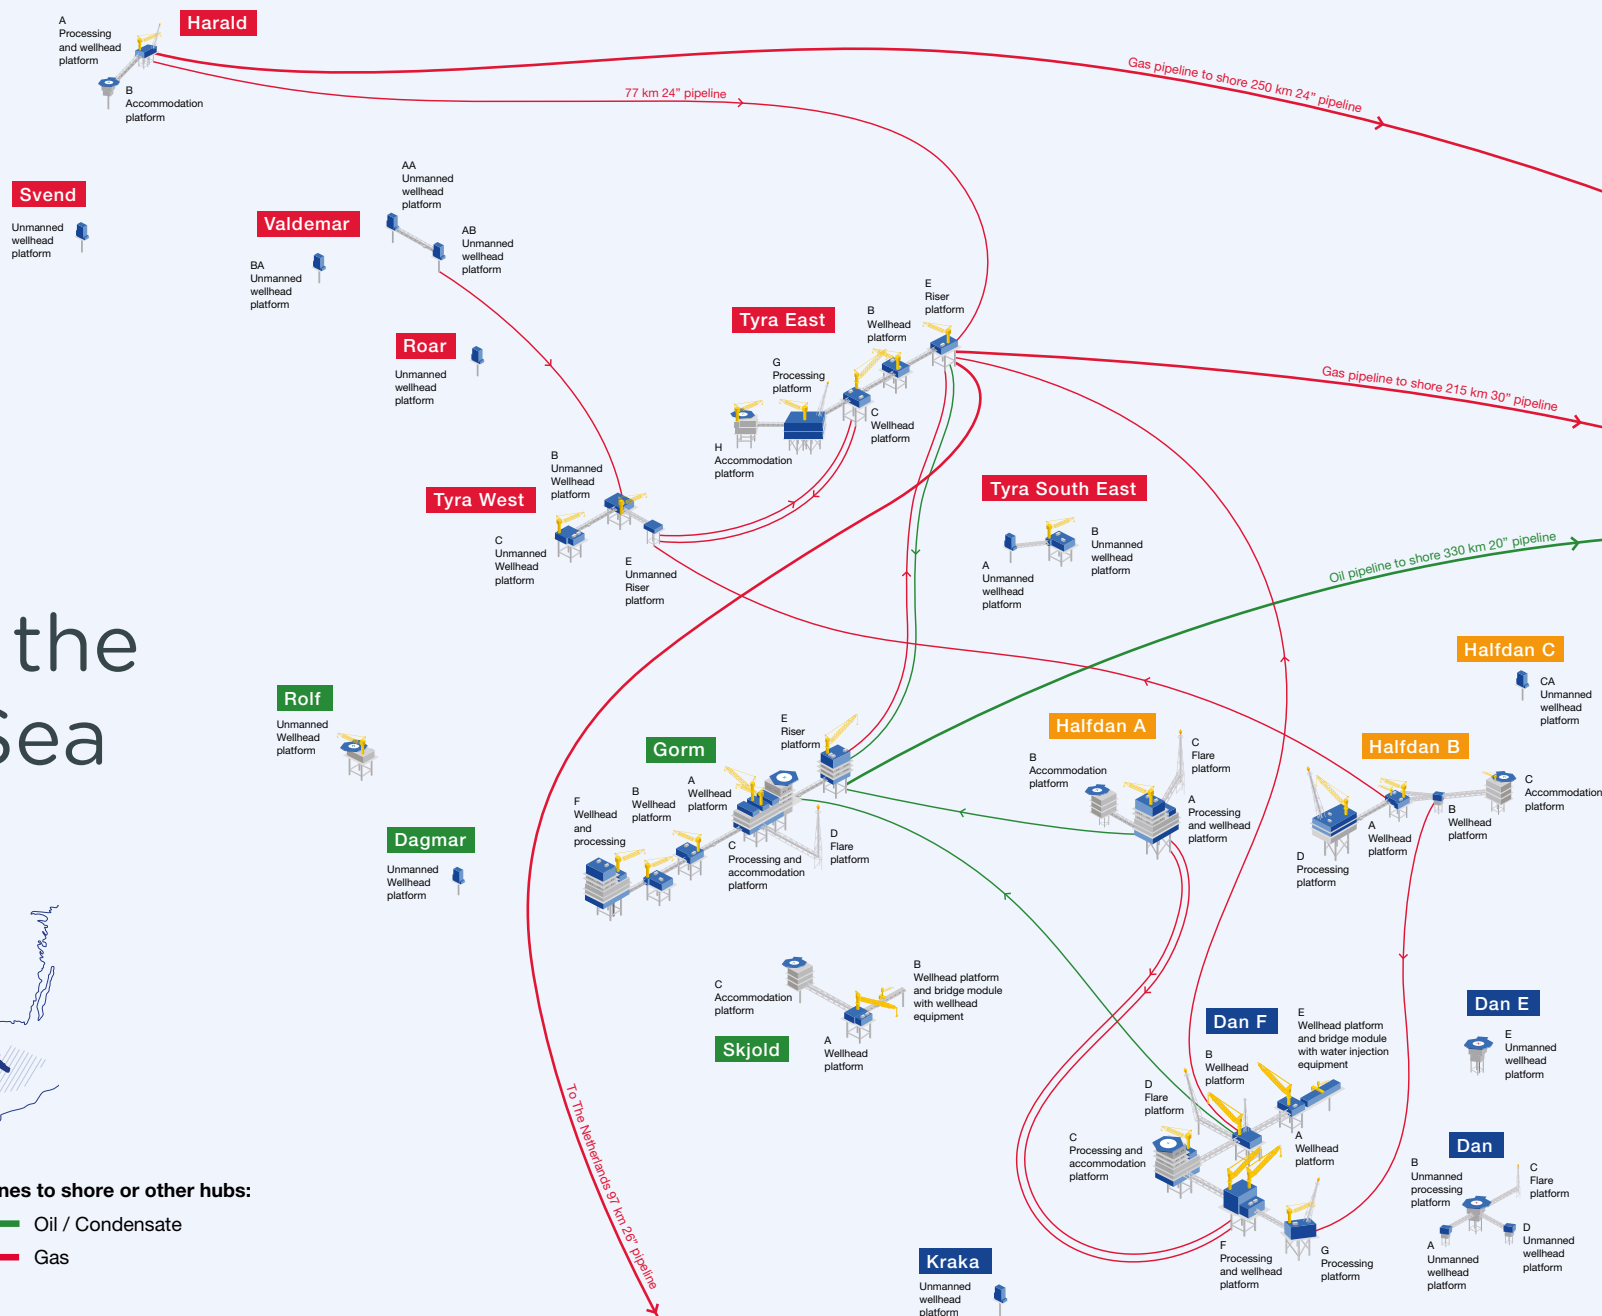 Harald
A
Processing
and wellhead
platform
B
Accommodation
platform
77 km 24” pipeline
Gas pipeline to shore 250 km 24” pipeline
Svend
Unmanned
wellhead
platform
Valdemar
AA
Unmanned
wellhead
platform
AB
Unmanned
wellhead
platform
BA
Unmanned
wellhead
platform
Roar
Unmanned
wellhead
platform
Tyra East
E
Riser
platform
B
Wellhead
platform
G
Processing
platform
C
Wellhead
platform
H
Accommodation
platform
Gas pipeline to shore 215 km 30” pipeline
Tyra West
B
Unmanned
Wellhead
platform
C
Unmanned
Wellhead
platform
E
Unmanned
Riser
platform
Tyra South East
A
Unmanned
wellhead
platform
B
Unmanned
wellhead
platform
Oil pipeline to shore 330 km 20” pipeline
the
Sea
Rolf
Unmanned
Wellhead
platform
Dagmar
Unmanned
Wellhead
platform
Gorm
E
Riser
platform
A
Wellhead
platform
B
Wellhead
platform
F
Wellhead
and
processing
C
Processing and
accommodation
platform
D
Flare
platform
Halfdan A
B
Accommodation
platform
C
Flare
platform
A
Processing
and wellhead
platform
Halfdan C
CA
Unmanned
wellhead
platform
Halfdan B
C
Accommodation
platform
B
Wellhead
platform
A
Wellhead
platform
D
Processing
platform
Skjold
C
Accommodation
platform
B
Wellhead platform
and bridge module
with wellhead
equipment
A
Wellhead
platform
Dan F
E
Wellhead platform
and bridge module
with water injection
equipment
B
Wellhead
platform
D
Flare
platform
C
Processing and
accommodation
platform
A
Wellhead
platform
F
Processing
and wellhead
platform
G
Processing
platform
Dan E
E
Unmanned
wellhead
platform
Dan
B
Unmanned
processing
platform
C
Flare
platform
A
Unmanned
wellhead
platform
D
Unmanned
wellhead
platform
Kraka
Unmanned
wellhead
platform
To The Netherlands 97 km 26” pipeline
nes to shore or other hubs:
Oil / Condensate
Gas